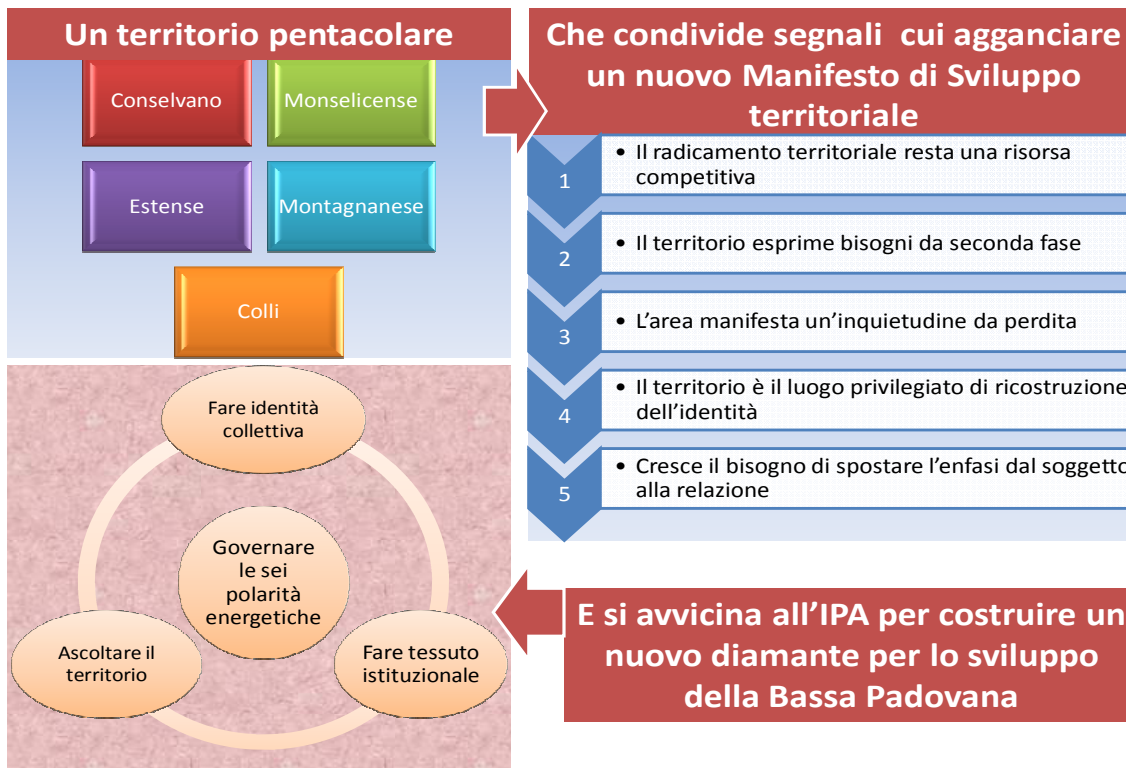 Un territorio pentacolare
Conselvano
Monselicense
Estense
Montagnanese
Colli
Che condivide segnali cui agganciare
un nuovo Manifesto di Sviluppo
territoriale
1
• Il radicamento territoriale resta una risorsa
competitiva
2
• Il territorio esprime bisogni da seconda fase
3
• L'area manifesta un'inquietudine da perdita
4
• Il territorio è il luogo privilegiato di ricostruzione
dell'identità
5
• Cresce il bisogno di spostare l'enfasi dal soggetto
alla relazione
E si avvicina all'IPA per costruire un
nuovo diamante per lo sviluppo
della Bassa Padovana
Fare identità
collettiva
Governare
le sei
polarità
energetiche
Ascoltare il
territorio
Fare tessuto
istituzionale